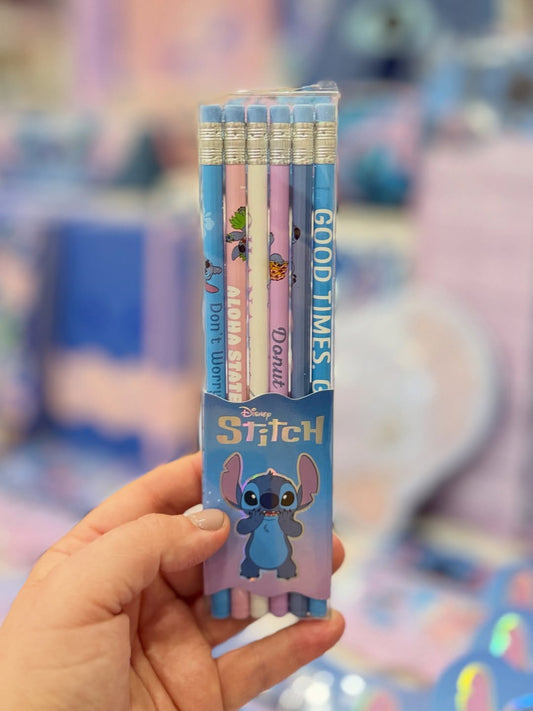 Don't Worry
ALOHA STATE
Donut
GOOD TIMES.
Disney
STiTCH